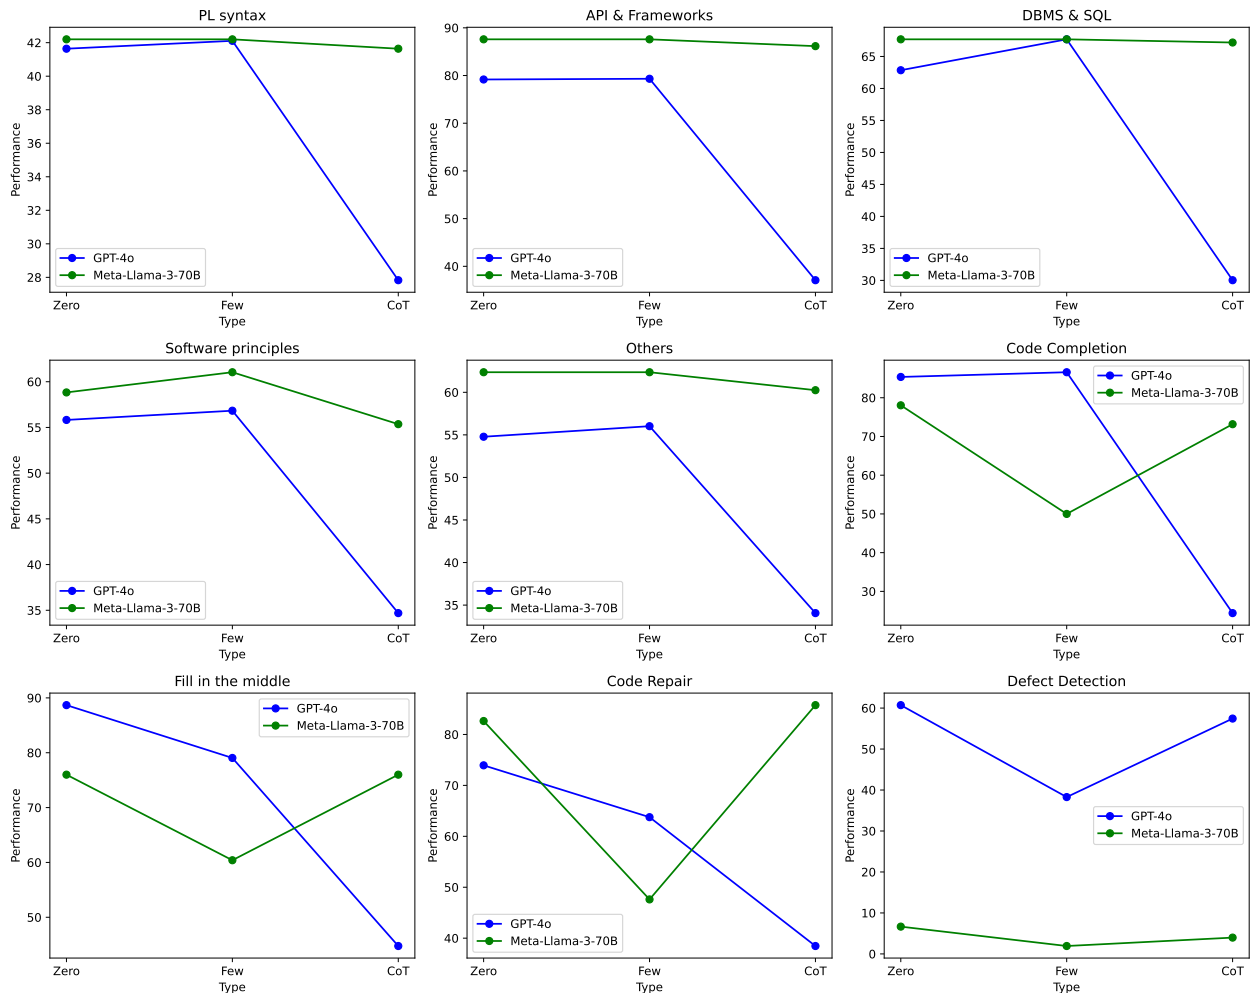 PL syntax
Performance
42
40
38
36
34
32
30
28
GPT-4o
Meta-Llama-3-70B
Zero
Few
CoT
Type
API & Frameworks
Performance
90
80
70
60
50
40
GPT-4o
Meta-Llama-3-70B
Zero
Few
CoT
Type
DBMS & SQL
Performance
65
60
55
50
45
40
35
30
GPT-4o
Meta-Llama-3-70B
Zero
Few
CoT
Type
Software principles
Performance
60
55
50
45
40
35
GPT-4o
Meta-Llama-3-70B
Zero
Few
CoT
Type
Others
Performance
60
55
50
45
40
35
GPT-4o
Meta-Llama-3-70B
Zero
Few
CoT
Type
Code Completion
Performance
80
70
60
50
40
30
GPT-4o
Meta-Llama-3-70B
Zero
Few
CoT
Type
Fill in the middle
Performance
90
80
70
60
50
GPT-4o
Meta-Llama-3-70B
Zero
Few
CoT
Type
Code Repair
Performance
80
70
60
50
40
GPT-4o
Meta-Llama-3-70B
Zero
Few
CoT
Type
Defect Detection
Performance
60
50
40
30
20
10
0
GPT-4o
Meta-Llama-3-70B
Zero
Few
CoT
Type